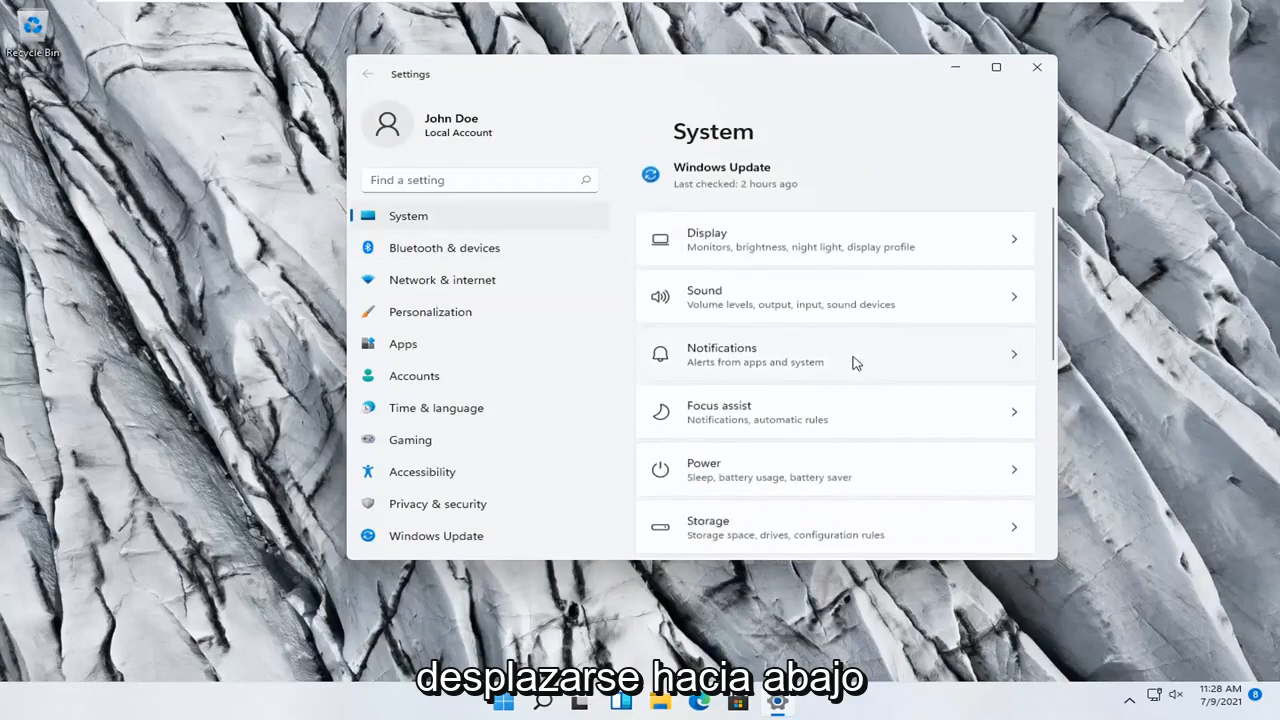 Recycle Bin
Settings
John Doe
Local Account
Find a setting
System
Bluetooth & devices
Network & internet
Personalization
Apps
Accounts
Time & language
Gaming
Accessibility
Privacy & security
Windows Update
System
Windows Update
Last checked: 2 hours ago
Display
Monitors, brightness, night light, display profile
Sound
Volume levels, output, input, sound devices
Notifications
Alerts from apps and system
Focus assist
Notifications, automatic rules
Power
Sleep, battery usage, battery saver
Storage
Storage space, drives, configuration rules
desplazarse hacia abajo
11:28 AM
7/9/2021
8